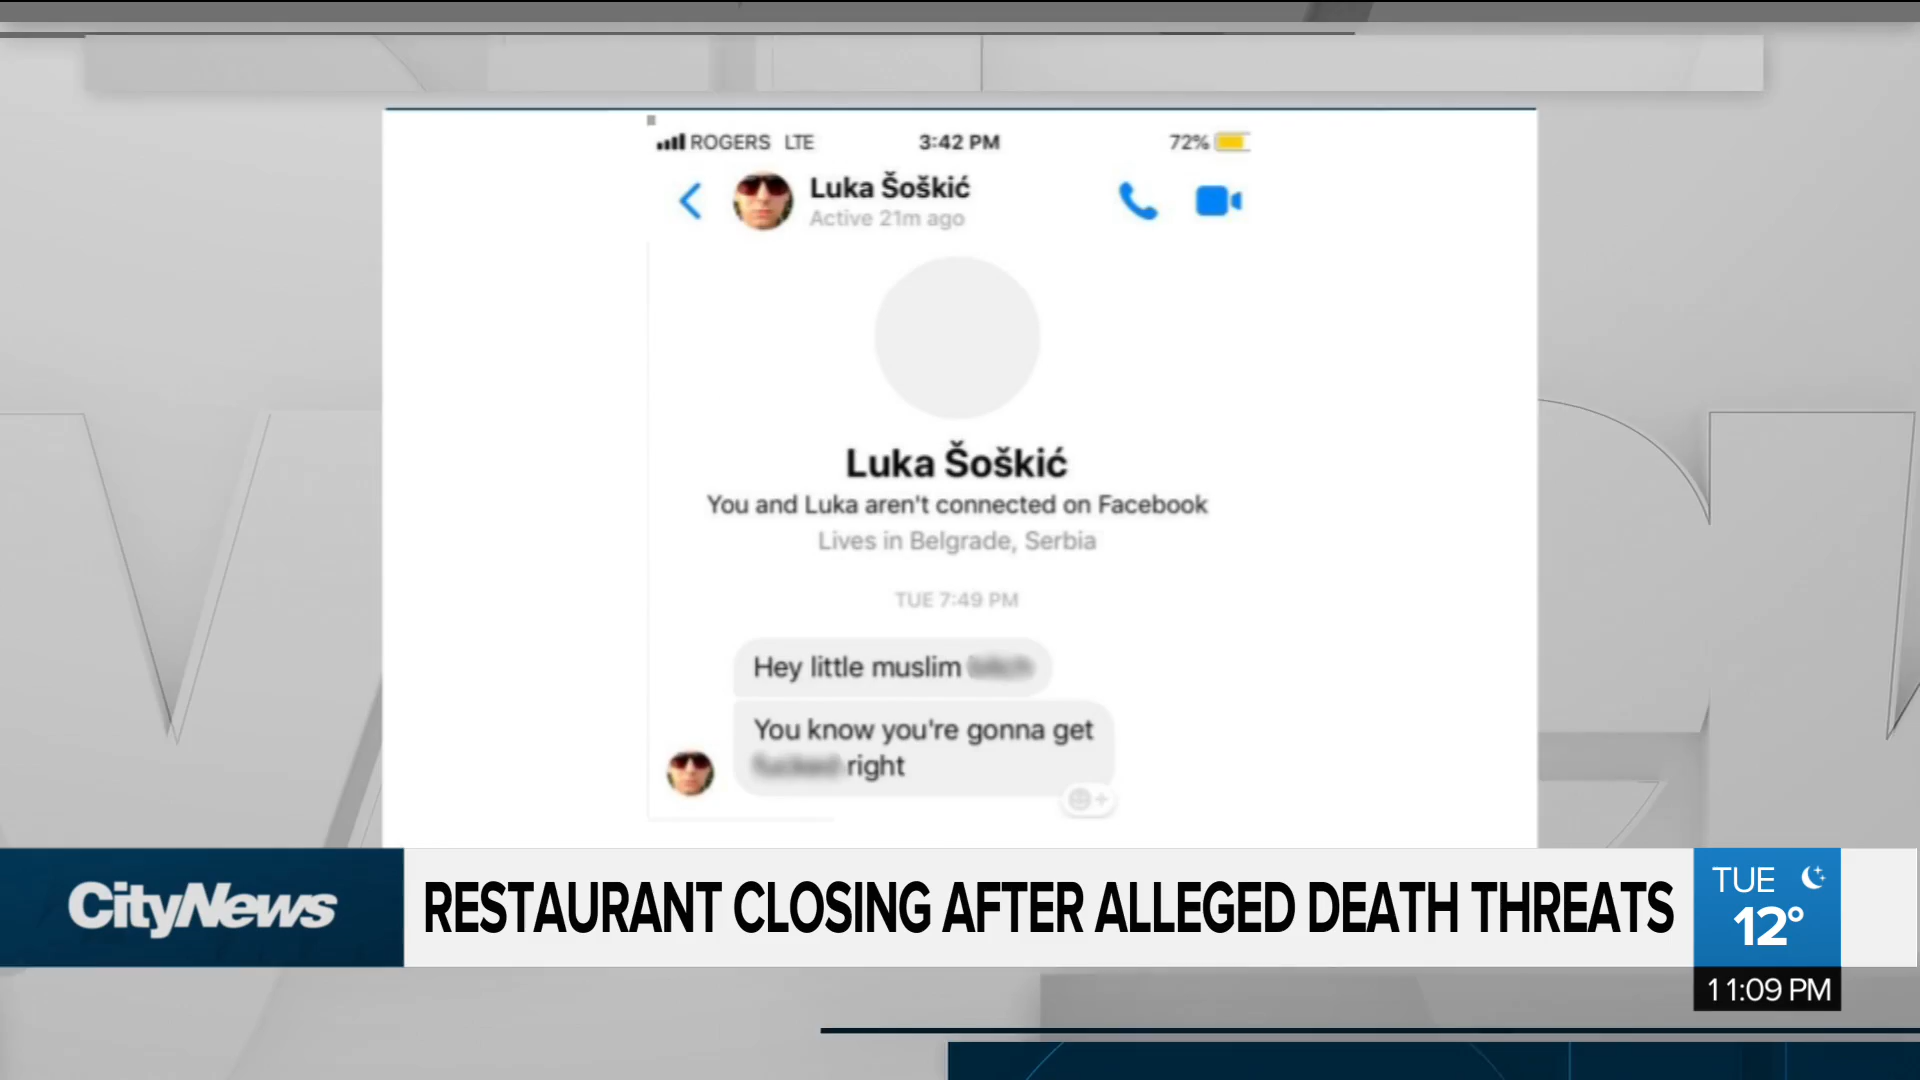 ROGERS LTE 3:42 PM 72%
Luka Šoškić
Active 21m ago
Luka Šoškić
You and Luka aren't connected on Facebook
Lives in Belgrade, Serbia
TUE 7:49 PM
Hey little muslim
You know you're gonna get
right
CityNews
RESTAURANT CLOSING AFTER ALLEGED DEATH THREATS
TUE
12°
11:09 PM